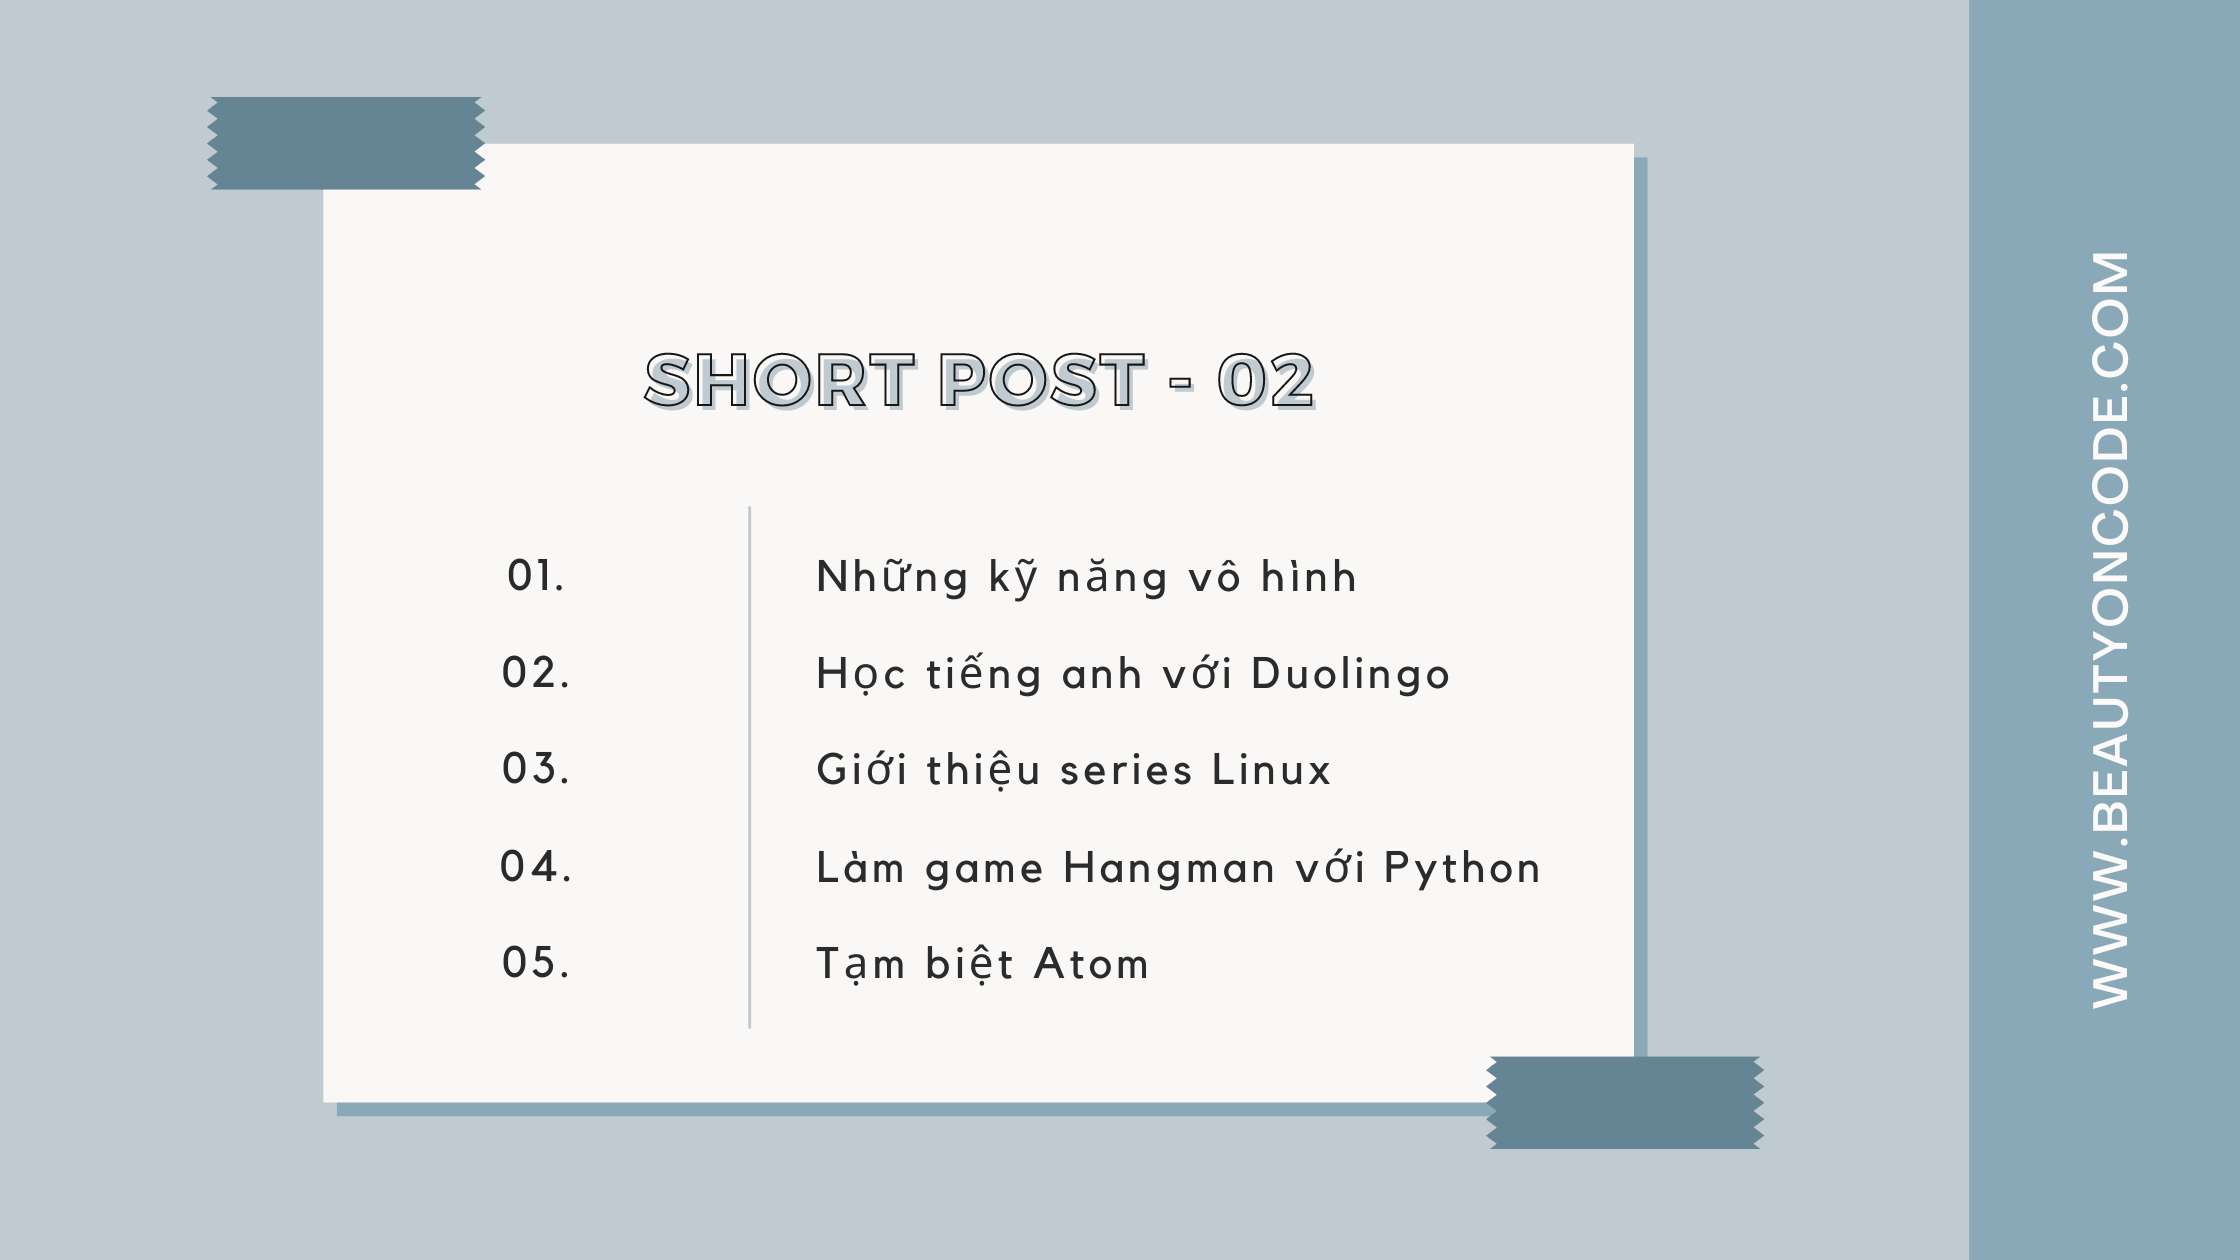 SHORT POST - 02
01. Những kỹ năng vô hình
02. Học tiếng anh với Duolingo
03. Giới thiệu series Linux
04. Làm game Hangman với Python
05. Tạm biệt Atom
WWW.BEAUTYONCODE.COM